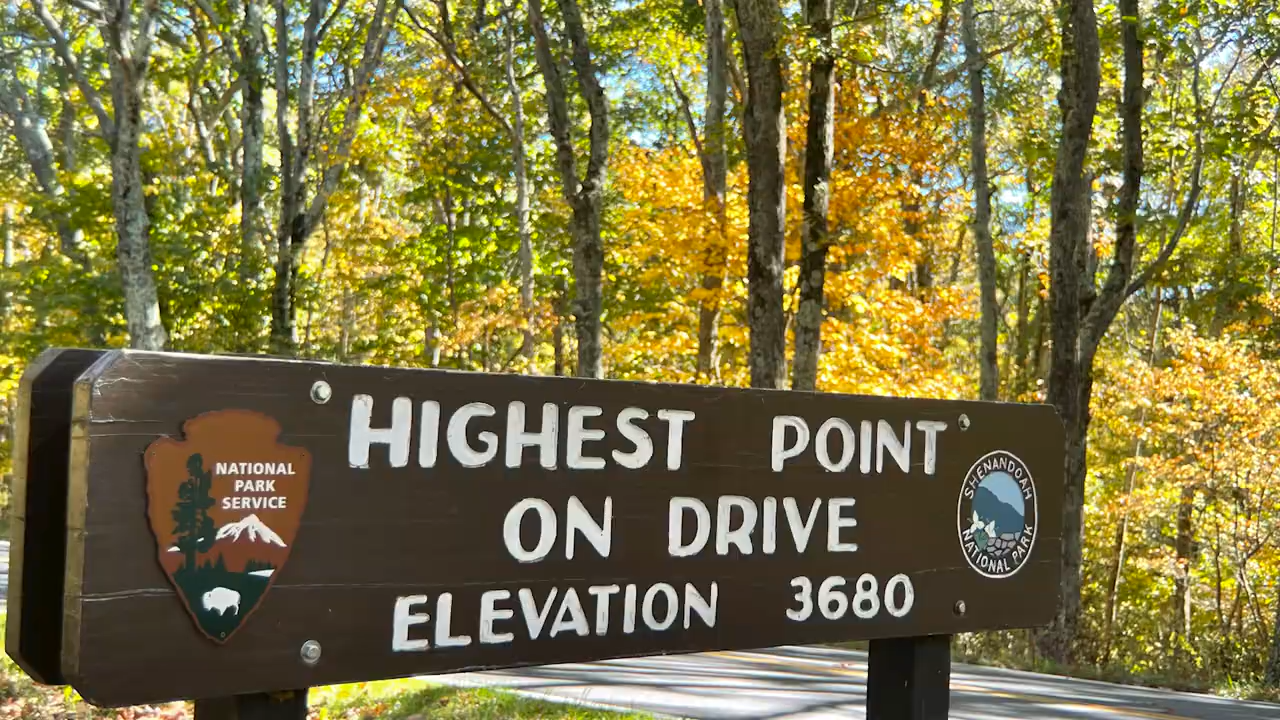 HIGHEST POINT
ON DRIVE
ELEVATION 3680
NATIONAL
PARK
SERVICE
SHENANDOAH
NATIONAL PARK